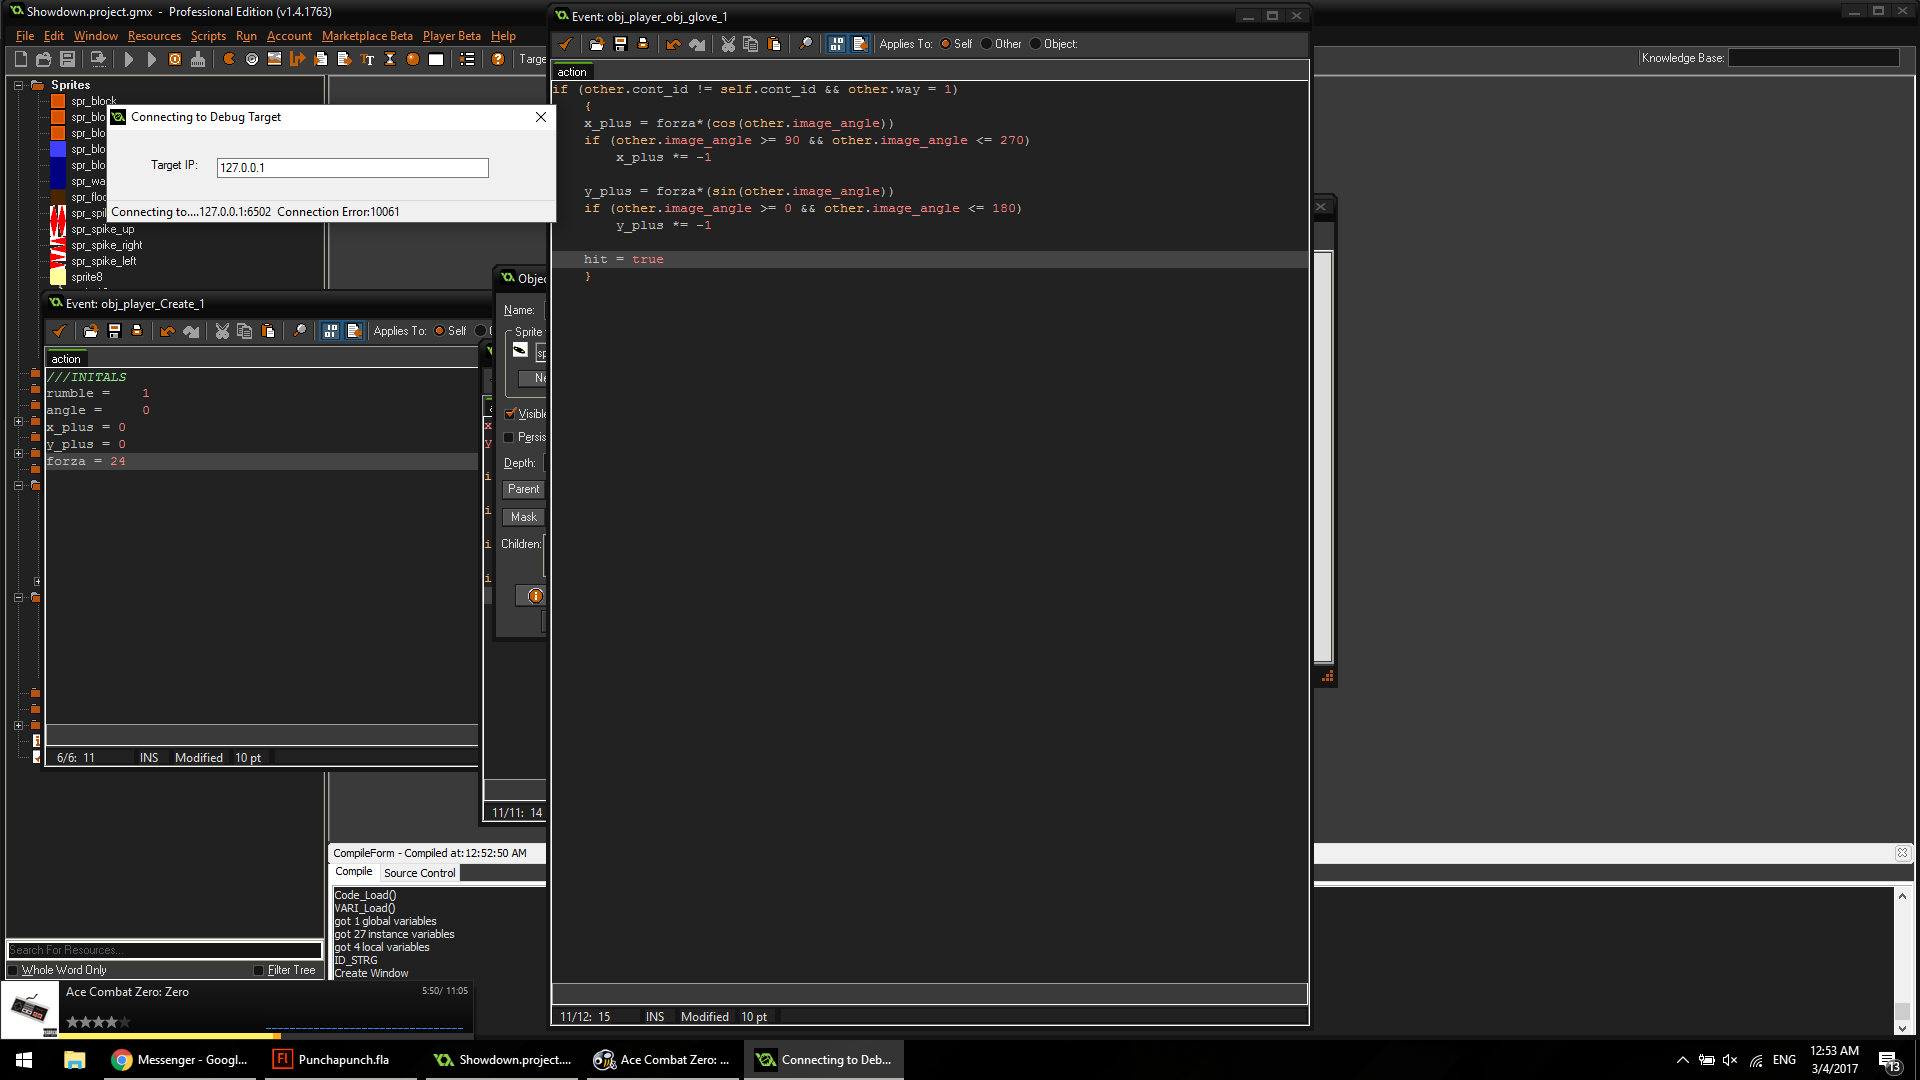 Showdown.project.gmx - Professional Edition (v1.4.1763)
File Edit Window Resources Scripts Run Account Marketplace Beta Player Beta Help
Target
Knowledge Base:
Sprites
spr_block
spr_blo
spr_blo
spr_blo
spr_blo
spr_wa
spr_floo
spr_spi
spr_spike_up
spr_spike_right
spr_spike_left
sprite8
Connecting to Debug Target
Target IP: 127.0.0.1
Connecting to....127.0.0.1:6502 Connection Error:10061
Event: obj_player_Create_1
Applies To: Self
action
///INITALS
rumble = 1
angle = 0
x_plus = 0
y_plus = 0
forza = 24
6/6: 11 INS Modified 10 pt
x
y
i
i
i
i
11/11: 14
Objec
Name:
Sprite
sp
Ne
Visible
Persis
Depth:
Parent
Mask
Children:
Event: obj_player_obj_glove_1
Applies To: Self Other Object:
action
if (other.cont_id != self.cont_id && other.way = 1)
{
x_plus = forza*(cos(other.image_angle))
if (other.image_angle >= 90 && other.image_angle <= 270)
x_plus *= -1
y_plus = forza*(sin(other.image_angle))
if (other.image_angle >= 0 && other.image_angle <= 180)
y_plus *= -1
hit = true
}
11/12: 15 INS Modified 10 pt
CompileForm - Compiled at:12:52:50 AM
Compile Source Control
Code_Load()
VARI_Load()
got 1 global variables
got 27 instance variables
got 4 local variables
ID_STRG
Create Window
Search For Resources...
Whole Word Only Filter Tree
Ace Combat Zero: Zero 5:50/ 11:05
Messenger - Googl...
Punchapunch.fla
Showdown.project....
Ace Combat Zero: ...
Connecting to Deb...
ENG
12:53 AM
3/4/2017
13